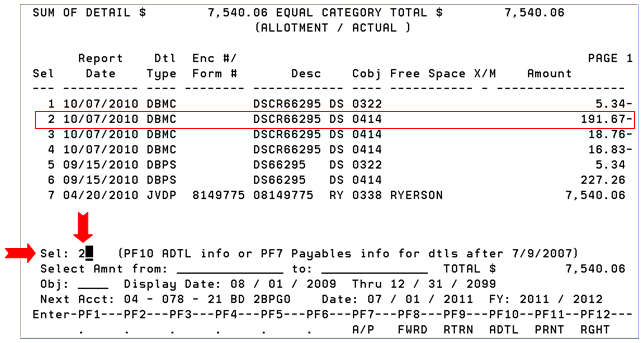 SUM OF DETAIL $ 7,540.06 EQUAL CATEGORY TOTAL $ 7,540.06
(ALLOTMENT / ACTUAL )
Report Dtl Enc #/ PAGE 1
Sel Date Type Form # Desc Cobj Free Space X/M Amount
--- ---------- ---- -------- ------------ ---- ---------- --- - -----------------
1 10/07/2010 DBMC DSCR66295 DS 0322 5.34-
2 10/07/2010 DBMC DSCR66295 DS 0414 191.67-
3 10/07/2010 DBMC DSCR66295 DS 0414 18.76-
4 10/07/2010 DBMC DSCR66295 DS 0414 16.83-
5 09/15/2010 DBPS DS66295 DS 0322 5.34
6 09/15/2010 DBPS DS66295 DS 0414 227.26
7 04/20/2010 JVDP 8149775 08149775 RY 0338 RYERSON 7,540.06
Sel: 2 (PF10 ADTL info or PF7 Payables info for dtls after 7/9/2007)
Select Amnt from: ______________ to: ______________ TOTAL $ 7,540.06
Obj: ____ Display Date: 08 / 01 / 2009 Thru 12 / 31 / 2099
Next Acct: 04 - 078 - 21 BD 2BPG0 Date: 07 / 01 / 2011 FY: 2011 / 2012
Enter-PF1---PF2---PF3---PF4---PF5---PF6---PF7---PF8---PF9---PF10--PF11--PF12---
. . . . . . A/P FWRD RTRN ADTL PRNT RGHT